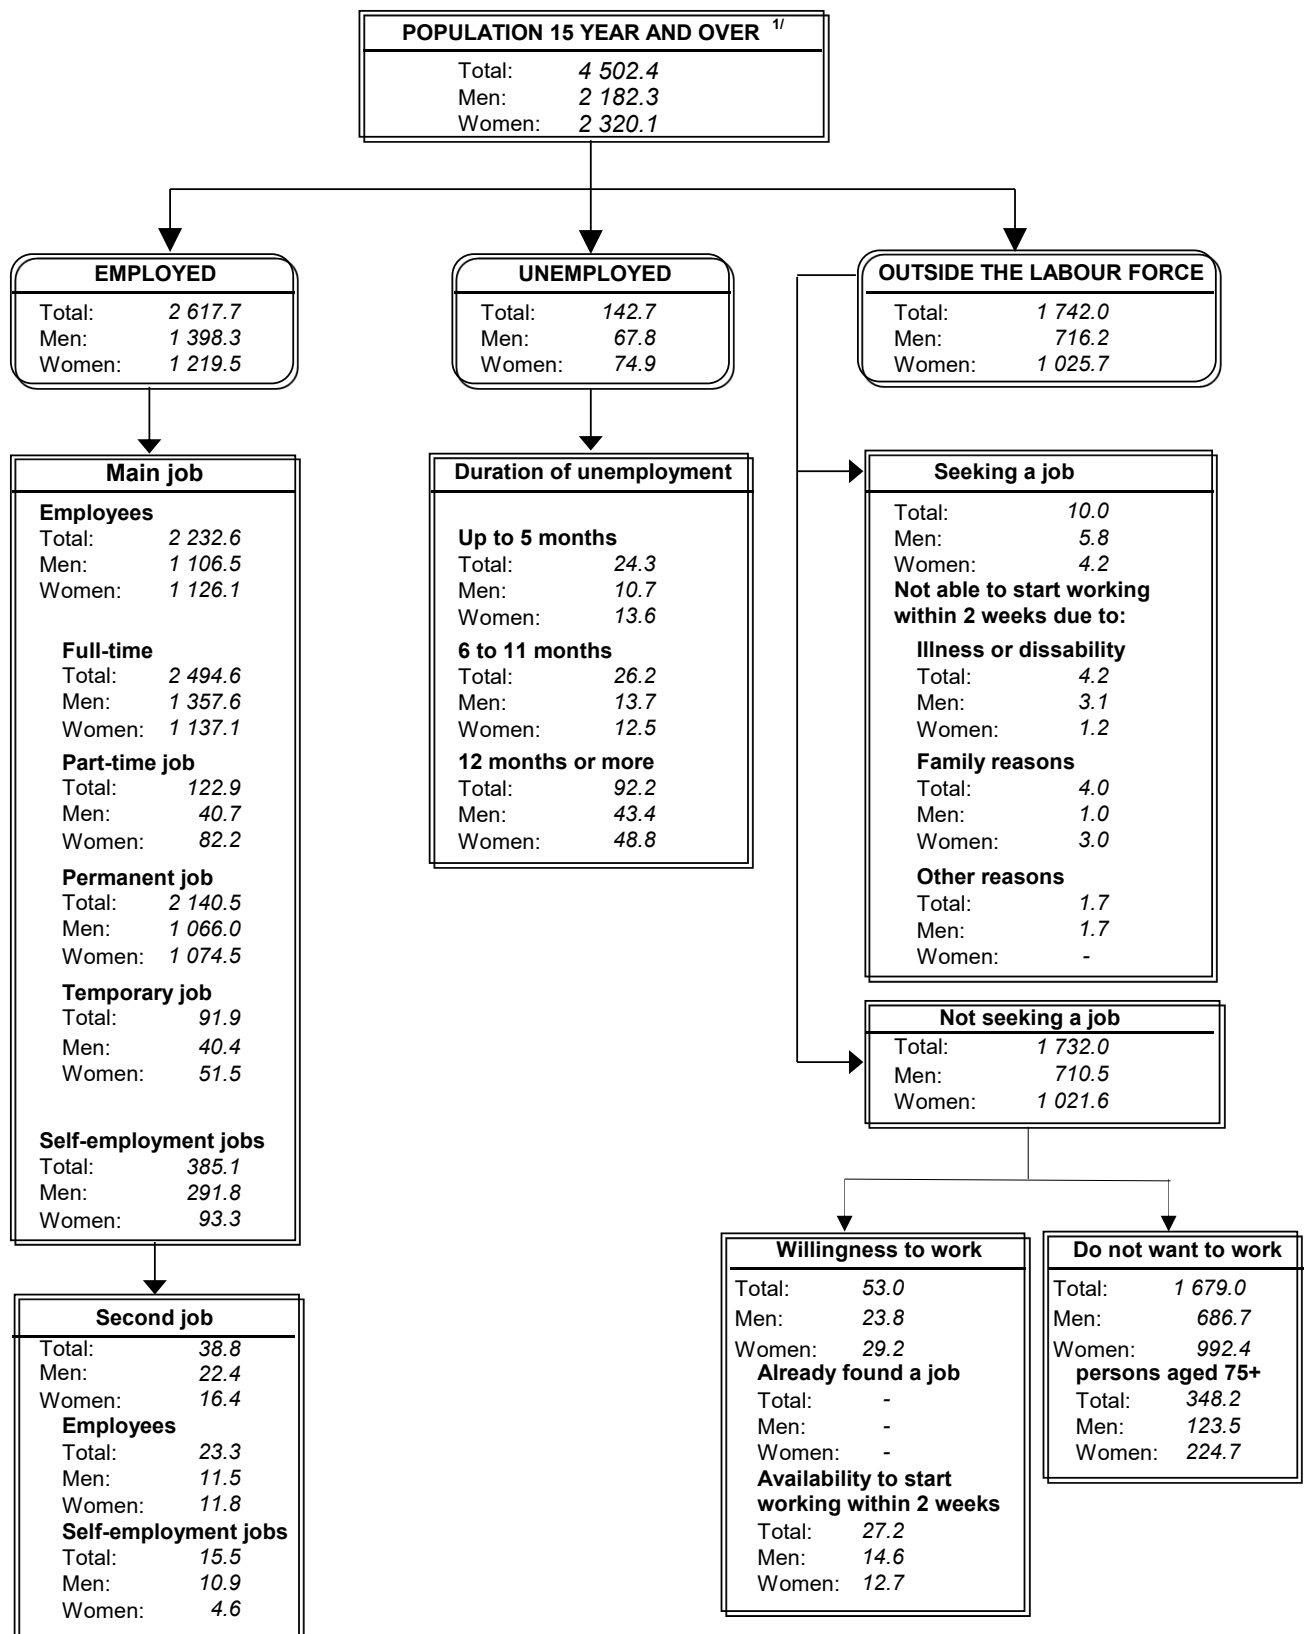 POPULATION 15 YEAR AND OVER 1/
Total: 4 502.4
Men: 2 182.3
Women: 2 320.1
EMPLOYED
Total: 2 617.7
Men: 1 398.3
Women: 1 219.5
UNEMPLOYED
Total: 142.7
Men: 67.8
Women: 74.9
OUTSIDE THE LABOUR FORCE
Total: 1 742.0
Men: 716.2
Women: 1 025.7
Main job
Employees
Total: 2 232.6
Men: 1 106.5
Women: 1 126.1
Full-time
Total: 2 494.6
Men: 1 357.6
Women: 1 137.1
Part-time job
Total: 122.9
Men: 40.7
Women: 82.2
Permanent job
Total: 2 140.5
Men: 1 066.0
Women: 1 074.5
Temporary job
Total: 91.9
Men: 40.4
Women: 51.5
Self-employment jobs
Total: 385.1
Men: 291.8
Women: 93.3
Second job
Total: 38.8
Men: 22.4
Women: 16.4
Employees
Total: 23.3
Men: 11.5
Women: 11.8
Self-employment jobs
Total: 15.5
Men: 10.9
Women: 4.6
Duration of unemployment
Up to 5 months
Total: 24.3
Men: 10.7
Women: 13.6
6 to 11 months
Total: 26.2
Men: 13.7
Women: 12.5
12 months or more
Total: 92.2
Men: 43.4
Women: 48.8
Seeking a job
Total: 10.0
Men: 5.8
Women: 4.2
Not able to start working
within 2 weeks due to:
Illness or dissability
Total: 4.2
Men: 3.1
Women: 1.2
Family reasons
Total: 4.0
Men: 1.0
Women: 3.0
Other reasons
Total: 1.7
Men: 1.7
Women: -
Not seeking a job
Total: 1 732.0
Men: 710.5
Women: 1 021.6
Willingness to work
Total: 53.0
Men: 23.8
Women: 29.2
Already found a job
Total: -
Men: -
Women: -
Availability to start
working within 2 weeks
Total: 27.2
Men: 14.6
Women: 12.7
Do not want to work
Total: 1 679.0
Men: 686.7
Women: 992.4
persons aged 75+
Total: 348.2
Men: 123.5
Women: 224.7